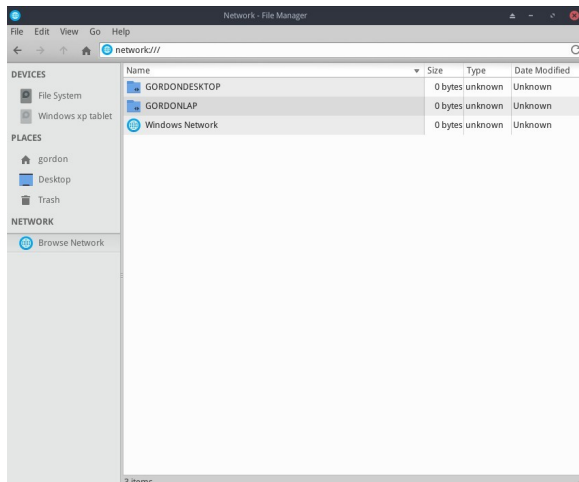 Network - File Manager
File Edit View Go Help
network:///
DEVICES
File System
Windows xp tablet
PLACES
gordon
Desktop
Trash
NETWORK
Browse Network
Name Size Type Date Modified
GORDONDESKTOP 0 bytes unknown Unknown
GORDONLAP 0 bytes unknown Unknown
Windows Network 0 bytes unknown Unknown
3 items